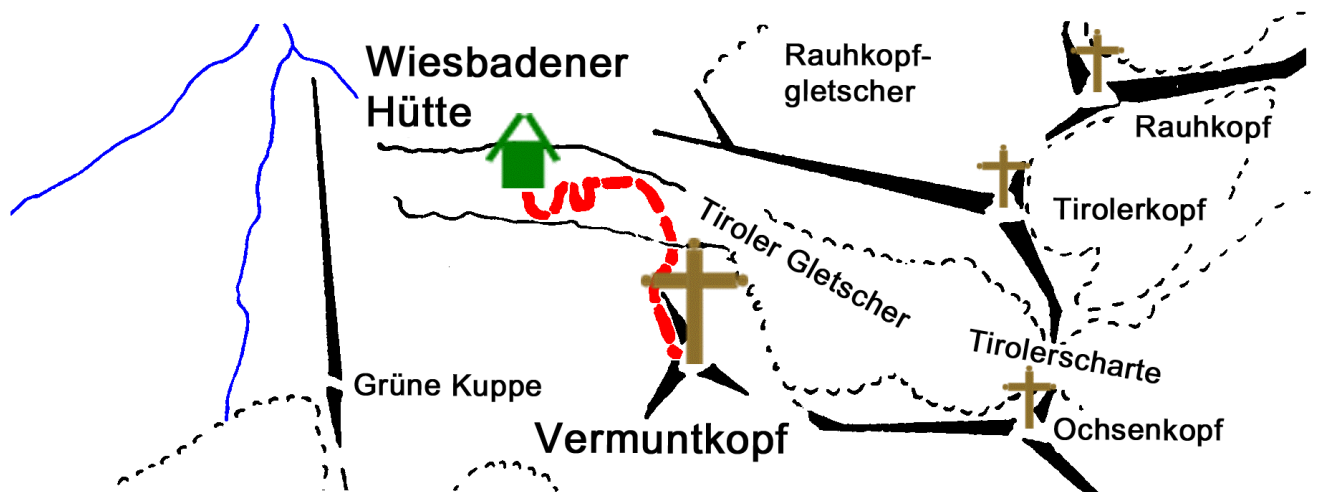 Wiesbadener
Hütte
Rauhkopf-
gletscher
Rauhkopf
Tirolerkopf
Tiroler Gletscher
Tirolerscharte
Grüne Kuppe
Vermuntkopf
Ochsenkopf